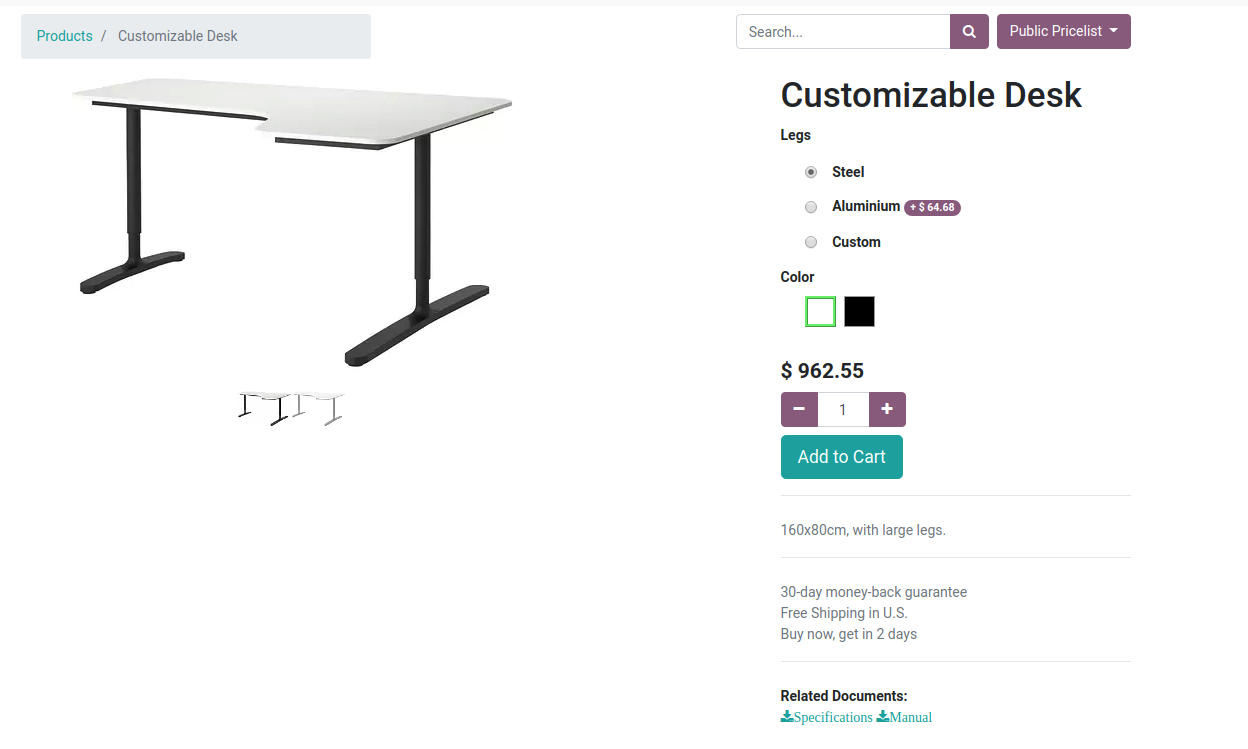 Products / Customizable Desk
Search...
Public Pricelist
Customizable Desk
Legs
Steel
Aluminium + $ 64.68
Custom
Color
$ 962.55
− 1 +
Add to Cart
160x80cm, with large legs.
30-day money-back guarantee
Free Shipping in U.S.
Buy now, get in 2 days
Related Documents:
Specifications Manual